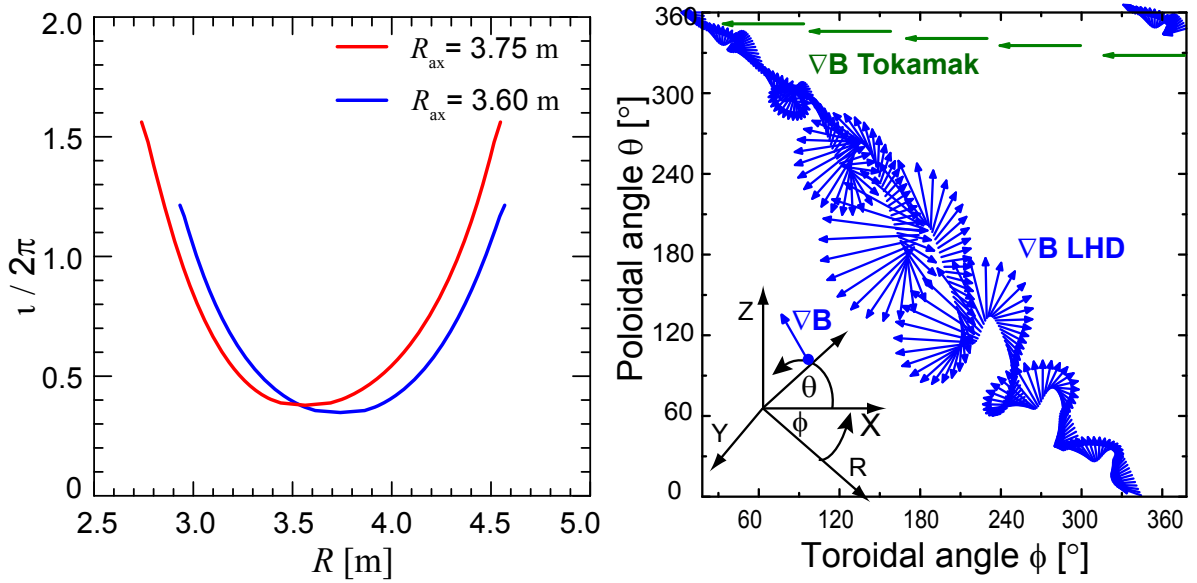 2.0
1.5
1.0
0.5
0
ι / 2π
R_ax = 3.75 m
R_ax = 3.60 m
2.5 3.0 3.5 4.0 4.5 5.0
R [m]
360
300
240
180
120
60
0
Poloidal angle θ [°]
∇B Tokamak
∇B LHD
Z
∇B
θ
X
ϕ
Y
R
60 120 180 240 300 360
Toroidal angle ϕ [°]